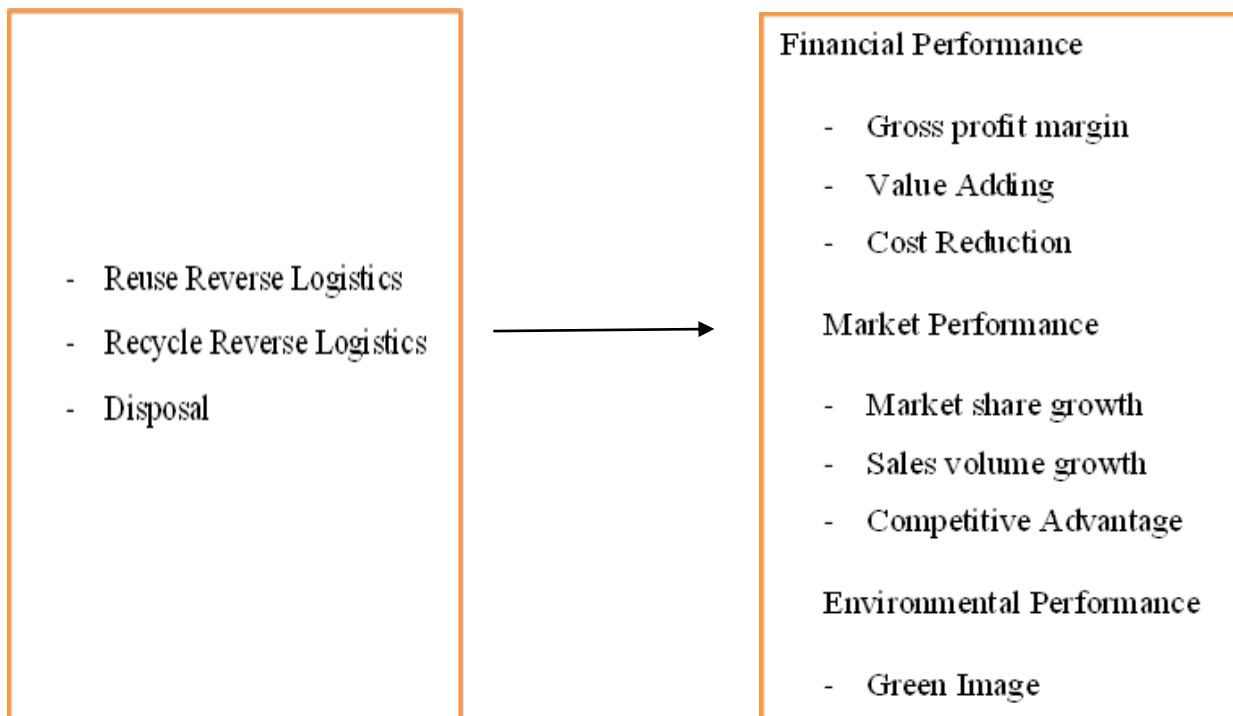 - Reuse Reverse Logistics
- Recycle Reverse Logistics
- Disposal
Financial Performance
- Gross profit margin
- Value Adding
- Cost Reduction
Market Performance
- Market share growth
- Sales volume growth
- Competitive Advantage
Environmental Performance
- Green Image